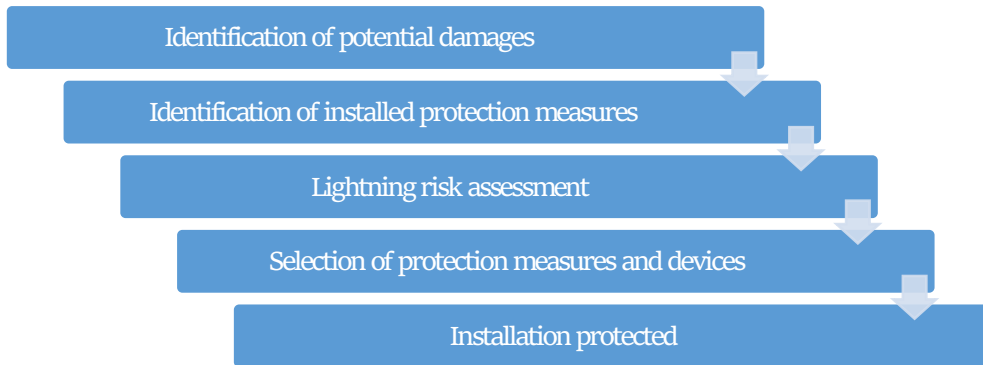 Identification of potential damages
Identification of installed protection measures
Lightning risk assessment
Selection of protection measures and devices
Installation protected